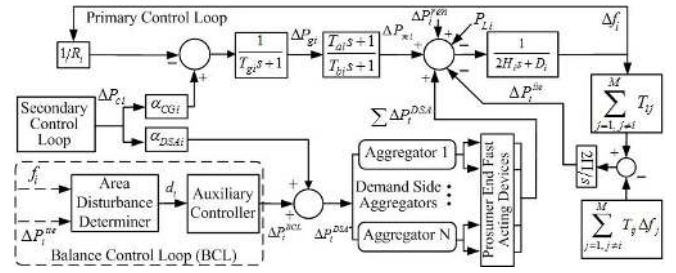 Primary Control Loop
ΔP_i^ren
P_Li
Δf_i
1/R_i
ΔP_gi
ΔP_mi
1
T_gi s+1
T_ai s+1
T_bi s+1
1
2H_i s+D_i
ΔP_ci
Secondary
Control
Loop
α_CGi
α_DSAi
∑ΔP_i^DSA
ΔP_i^tie
M
∑ T_ij
j=1, j≠i
2Π/s
M
∑ T_ij Δf_j
j=1, j≠i
f_i
ΔP_i^tie
Area
Disturbance
Determiner
d_i
Auxiliary
Controller
ΔP_i^BCL
ΔP_i^DSA
Balance Control Loop (BCL)
Aggregator 1
Demand Side
Aggregators
Aggregator N
Prosumer End Fast
Acting Devices